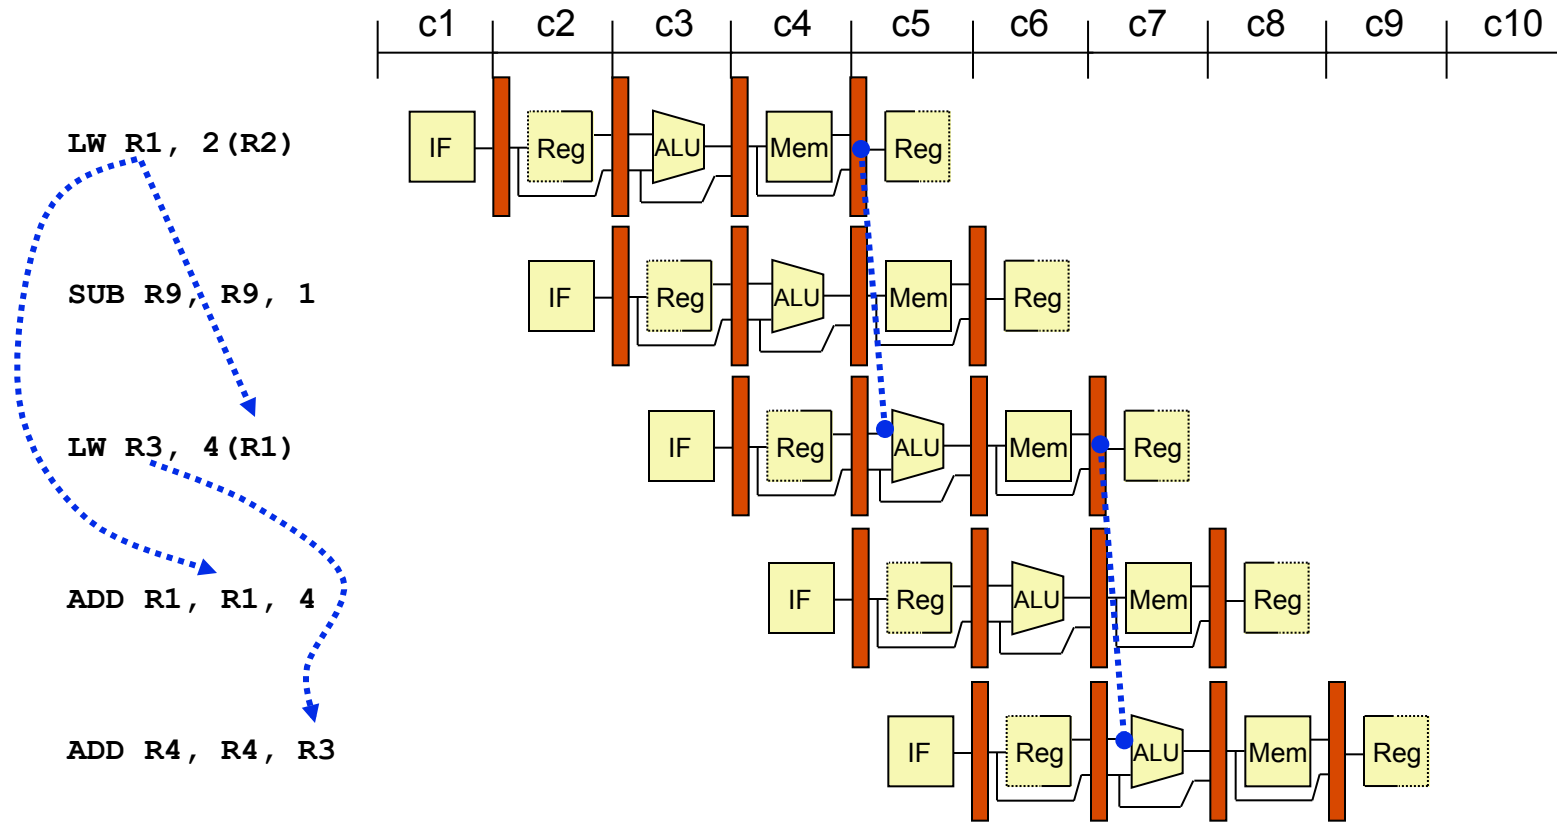 c1 c2 c3 c4 c5 c6 c7 c8 c9 c10
LW R1, 2(R2) IF Reg ALU Mem Reg
SUB R9, R9, 1 IF Reg ALU Mem Reg
LW R3, 4(R1) IF Reg ALU Mem Reg
ADD R1, R1, 4 IF Reg ALU Mem Reg
ADD R4, R4, R3 IF Reg ALU Mem Reg